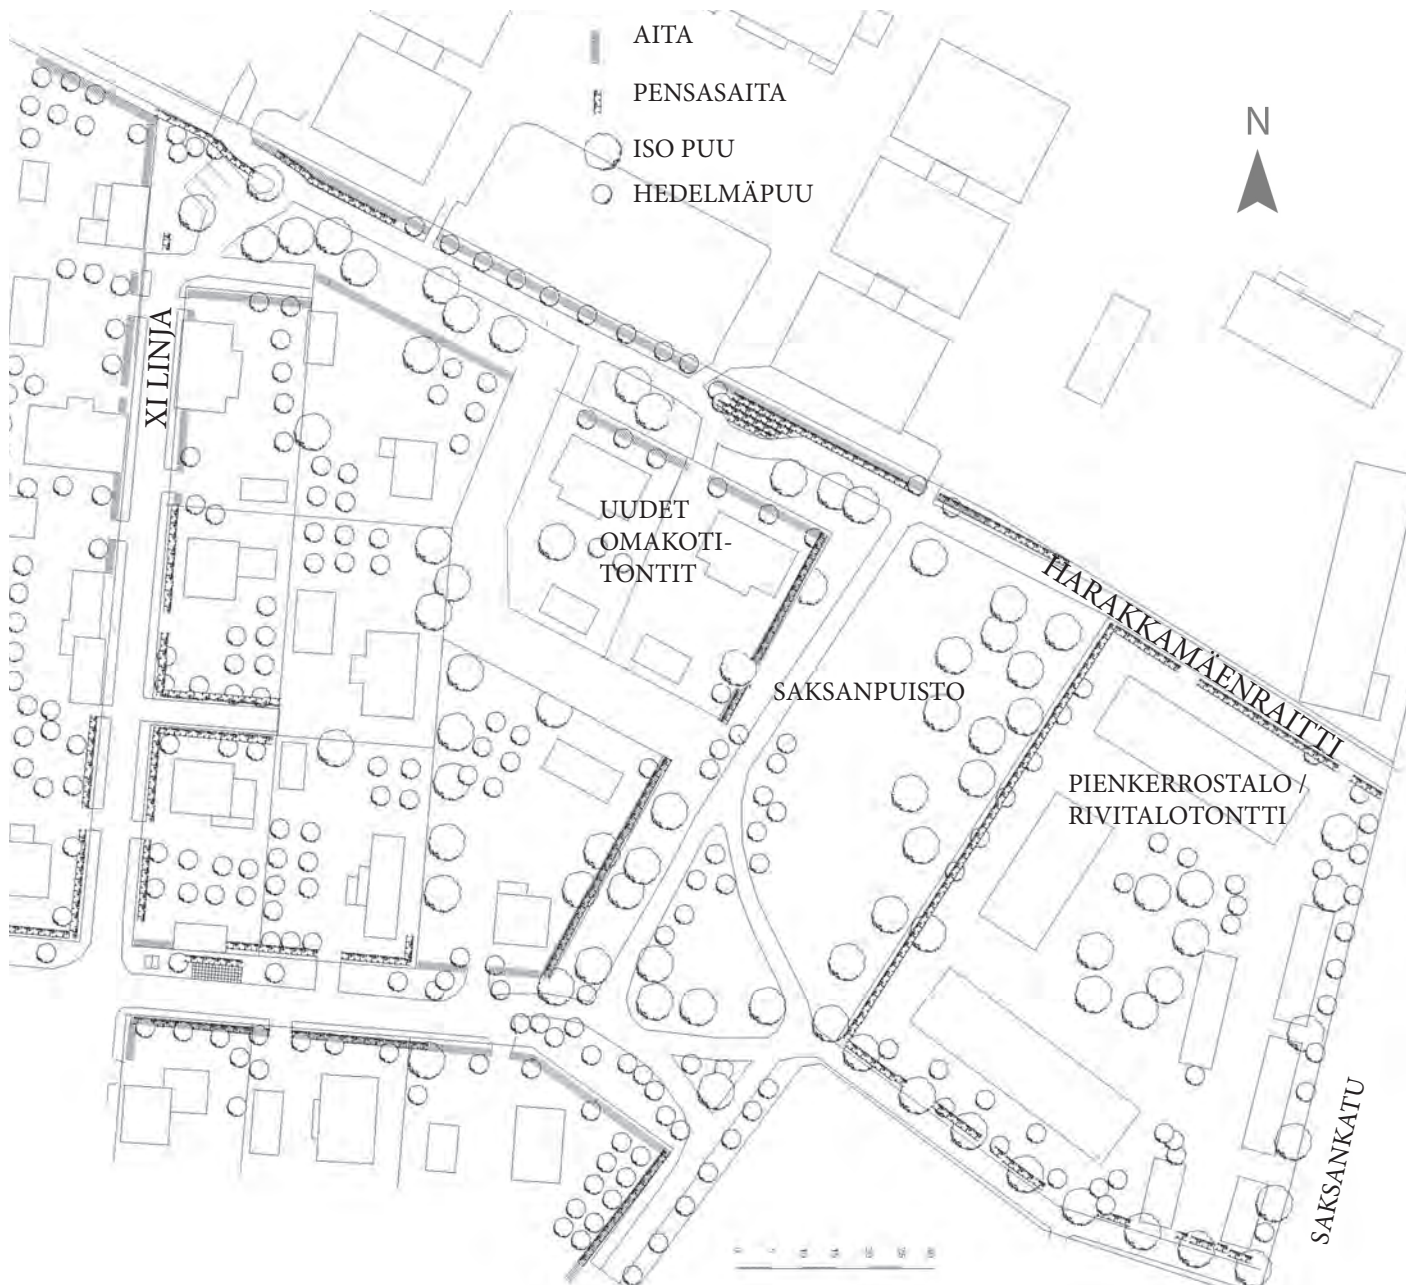 AITA
PENSASAITA
ISO PUU
HEDELMÄPUU
N
XI LINJA
UUDET
OMAKOTI-
TONTIT
HARAKKAMÄENRAITTI
SAKSANPUISTO
PIENKERROSTALO /
RIVITALOTONTTI
SAKSANKATU